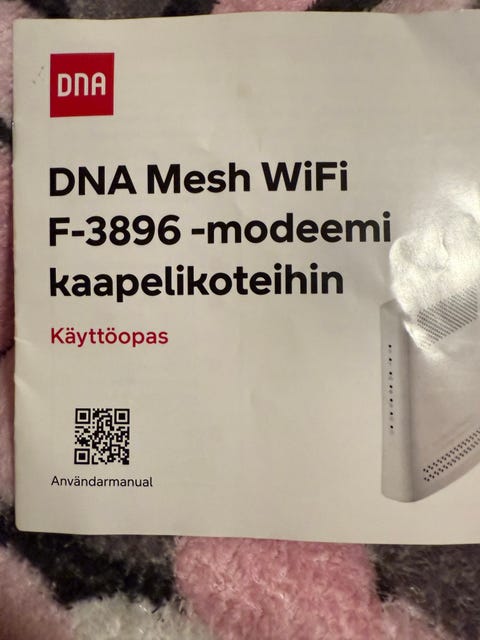 DNA
DNA Mesh WiFi
F-3896 -modeemi
kaapelikoteihin
Käyttöopas
Användarmanual